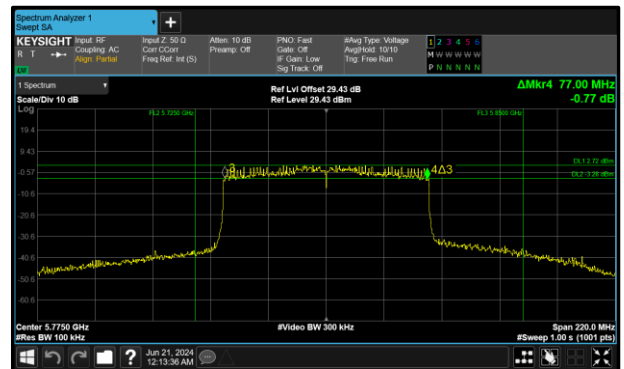 Spectrum Analyzer 1
Swept SA
KEYSIGHT
R T
LW
Input: RF
Coupling: AC
Align: Partial
Input Z: 50 Ω
Corr CCorr
Freq Ref: Int (S)
Atten: 10 dB
Preamp: Off
PNO: Fast
Gate: Off
IF Gain: Low
Sig Track: Off
#Avg Type: Voltage
Avg|Hold: 10/10
Trig: Free Run
1 2 3 4 5 6
M W W W W W
P N N N N N
1 Spectrum
Scale/Div 10 dB
Ref Lvl Offset 29.43 dB
Ref Level 29.43 dBm
ΔMkr4 77.00 MHz
-0.77 dB
Log
FL2 5.7250 GHz
FL3 5.8500 GHz
19.4
9.43
-0.57
-10.6
-20.6
-30.6
-40.6
-50.6
-60.6
DL1 2.72 dBm
DL2 -3.28 dBm
3
4Δ3
Center 5.7750 GHz
#Res BW 100 kHz
#Video BW 300 kHz
Span 220.0 MHz
#Sweep 1.00 s (1001 pts)
?
Jun 21, 2024
12:13:36 AM